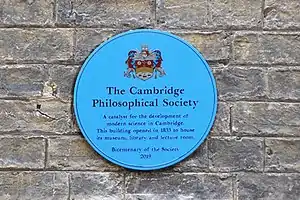 The Cambridge
Philosophical Society
A catalyst for the development of
modern science in Cambridge.
This building opened in 1833 to house
its museum, library, and lecture room.
Bicentenary of the Society
2019